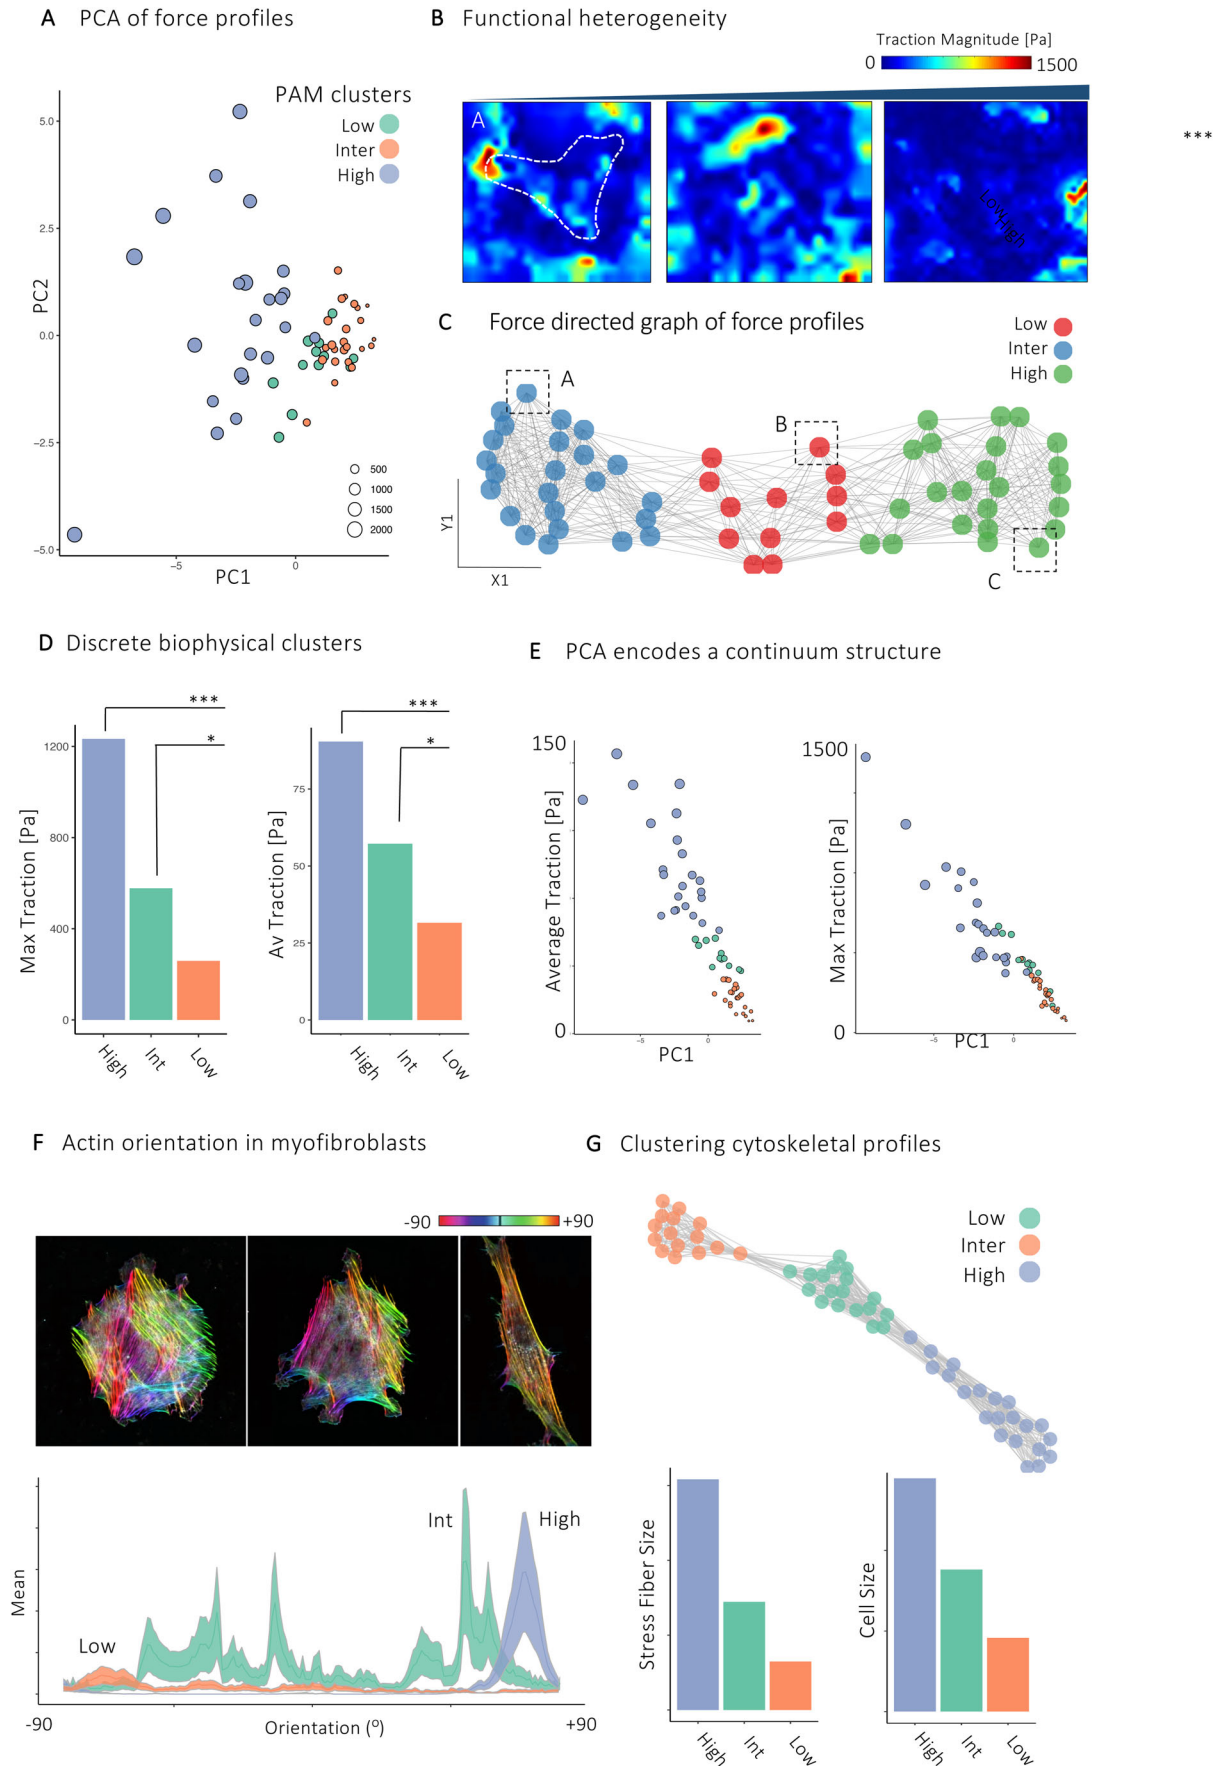 A PCA of force profiles
PAM clusters
Low
Inter
High
5.0
2.5
0.0
−2.5
−5.0
PC2
500
1000
1500
2000
−5
0
PC1
B Functional heterogeneity
Traction Magnitude [Pa]
0
1500
A
Low
High
***
C Force directed graph of force profiles
Low
Inter
High
A
B
C
Y1
X1
D Discrete biophysical clusters
***
*
1200
800
400
0
Max Traction [Pa]
High
Int
Low
***
*
75
50
25
0
Av Traction [Pa]
High
Int
Low
E PCA encodes a continuum structure
150
Average Traction [Pa]
0
−5
0
PC1
1500
Max Traction [Pa]
0
−5
0
PC1
F Actin orientation in myofibroblasts
-90
+90
Mean
Low
Int
High
-90
Orientation (º)
+90
G Clustering cytoskeletal profiles
Low
Inter
High
Stress Fiber Size
High
Int
Low
Cell Size
High
Int
Low